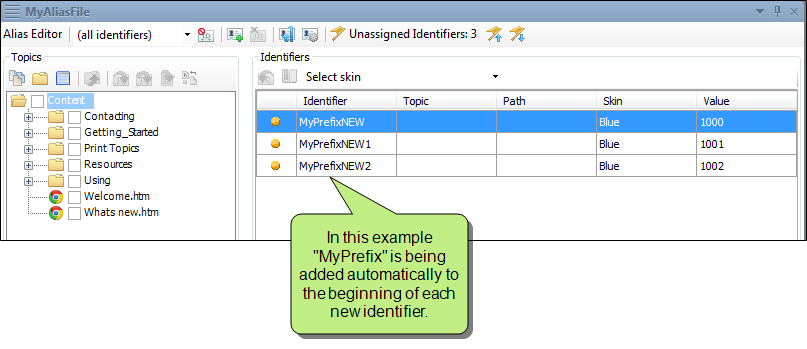 MyAliasFile
Alias Editor (all identifiers) Unassigned Identifiers: 3
Topics
Content
Contacting
Getting_Started
Print Topics
Resources
Using
Welcome.htm
Whats new.htm
Identifiers
Select skin
Identifier Topic Path Skin Value
MyPrefixNEW Blue 1000
MyPrefixNEW1 Blue 1001
MyPrefixNEW2 Blue 1002
In this example
"MyPrefix" is being
added automatically to
the beginning of each
new identifier.